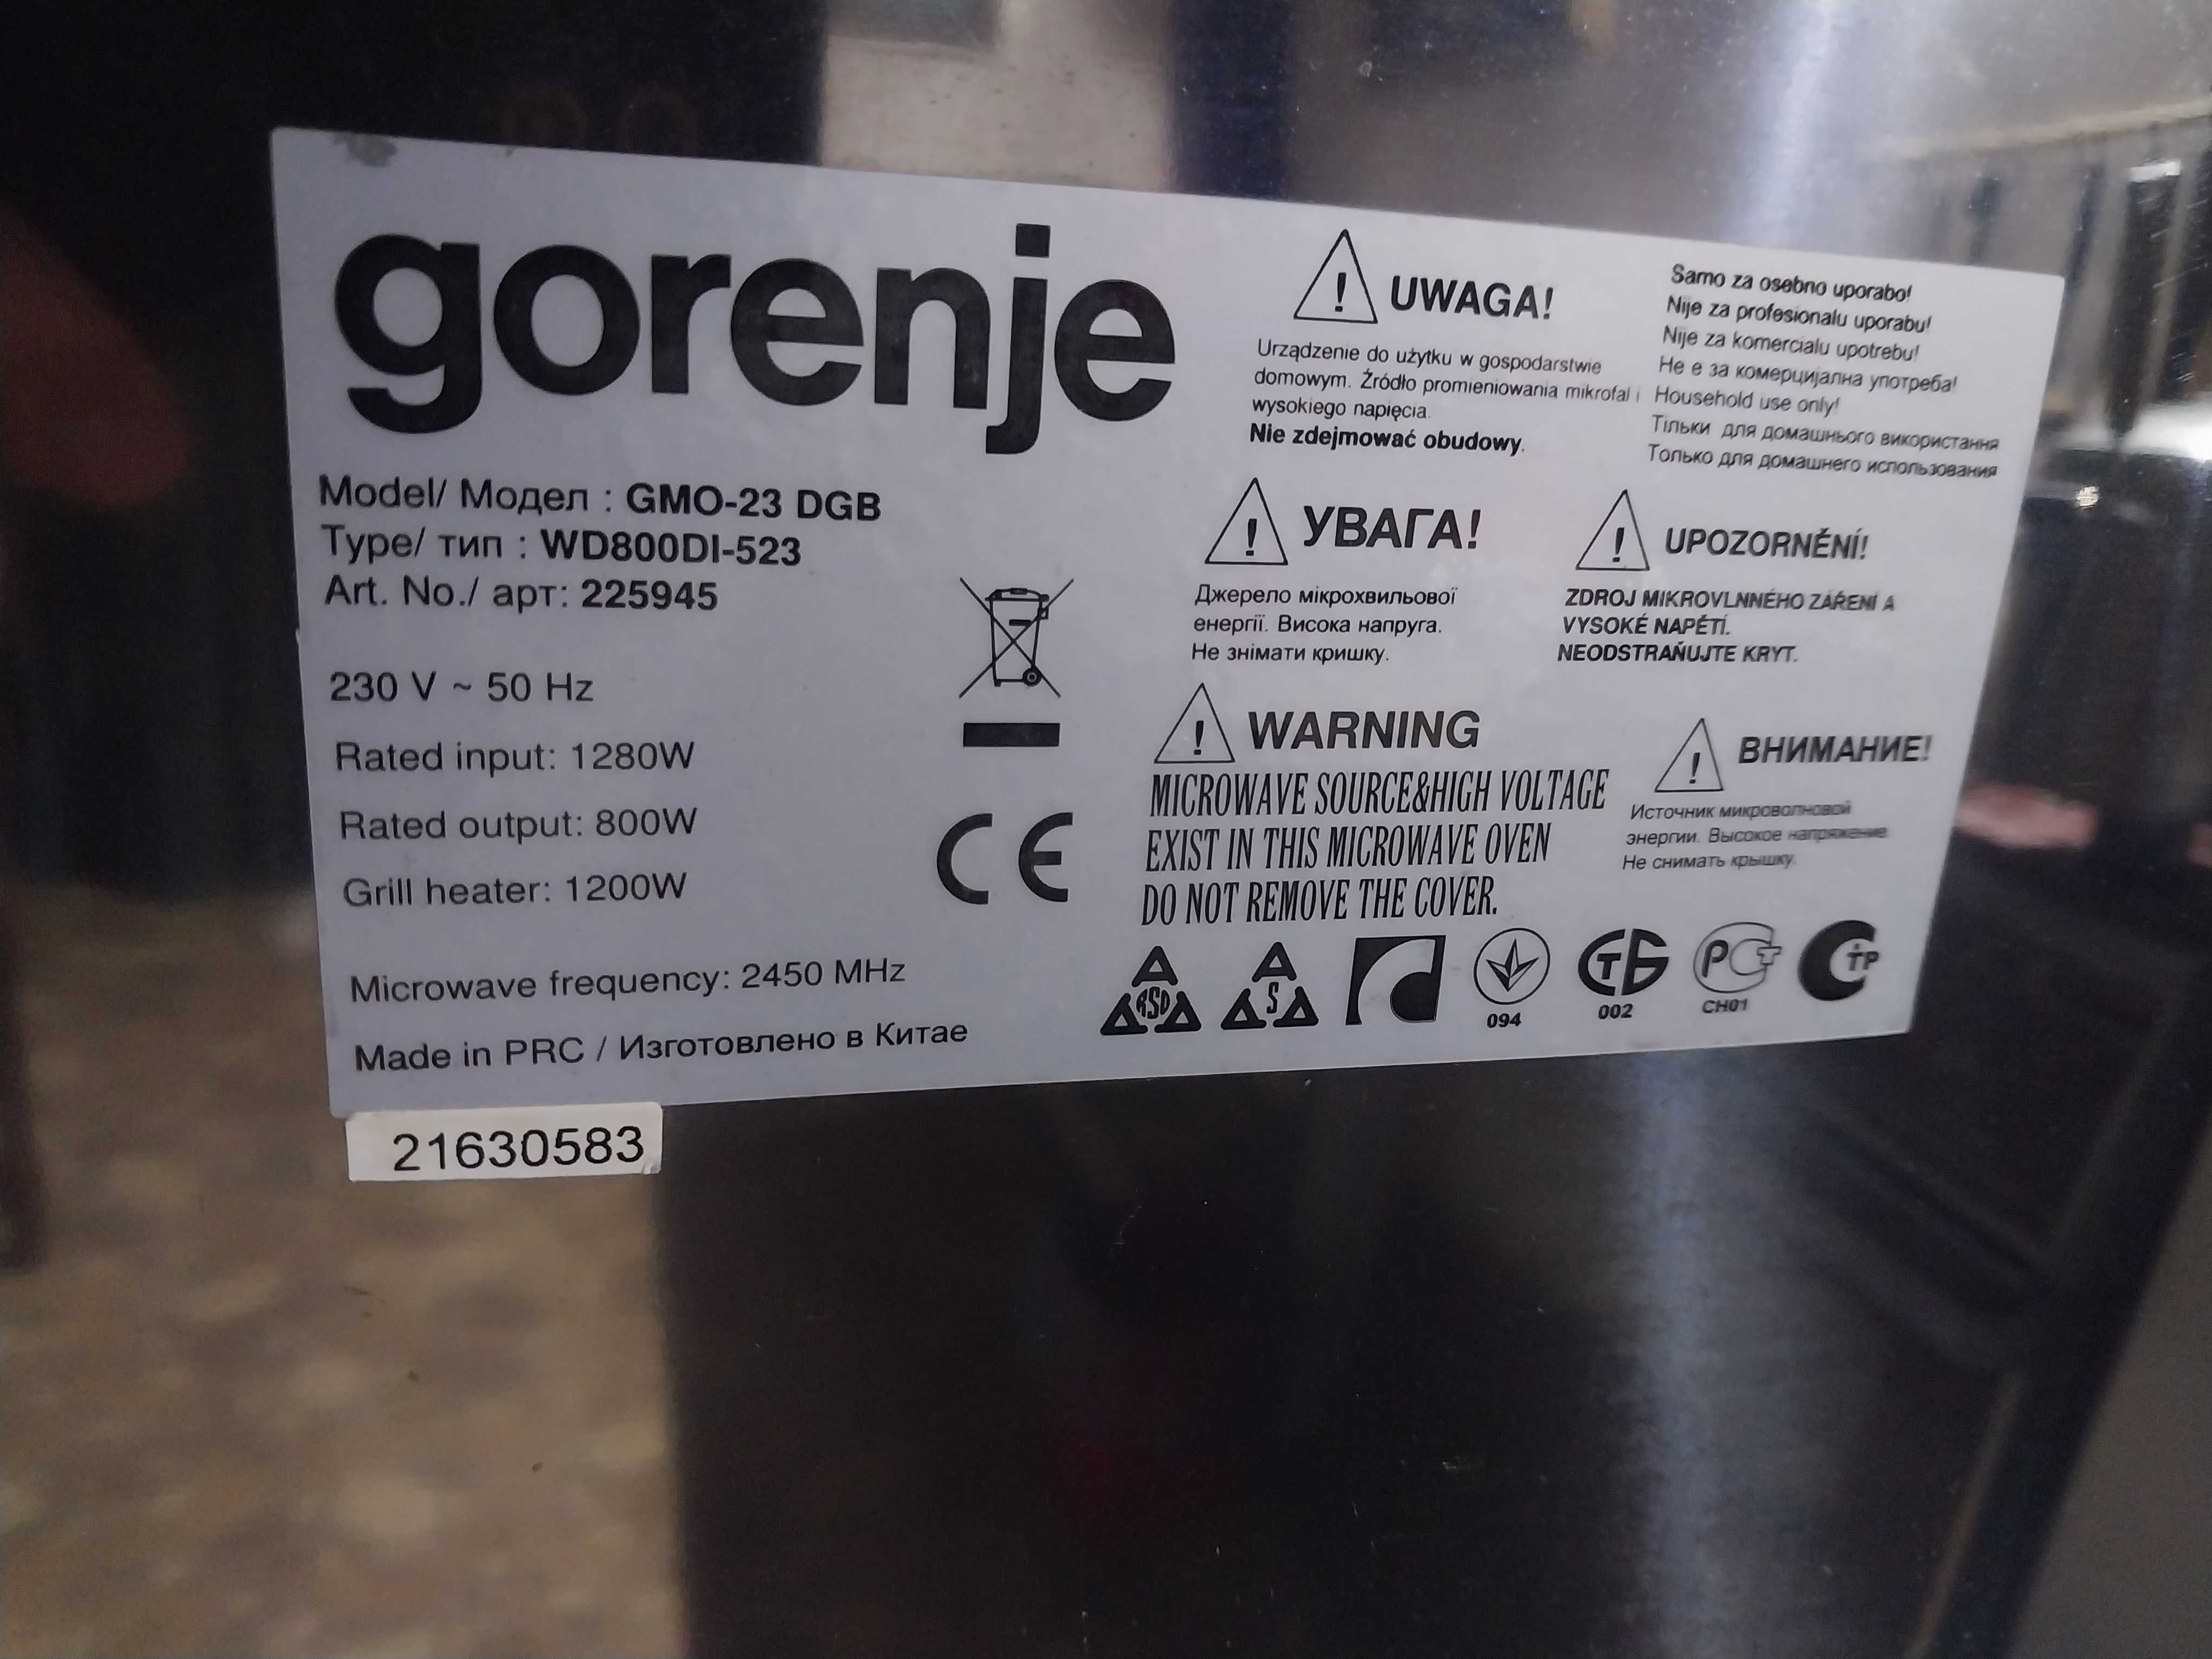 gorenje
Model/ Модел : GMO-23 DGB
Type/ тип : WD800DI-523
Art. No./ арт: 225945
230 V ~ 50 Hz
Rated input: 1280W
Rated output: 800W
Grill heater: 1200W
Microwave frequency: 2450 MHz
Made in PRC / Изготовлено в Китае
21630583
CE
! UWAGA!
Urządzenie do użytku w gospodarstwie
domowym. Źródło promieniowania mikrofal i
wysokiego napięcia.
Nie zdejmować obudowy.
Samo za osebno uporabo!
Nije za profesionalu uporabu!
Nije za komercialu upotrebu!
Не е за комерцијална употреба!
Household use only!
Тільки для домашнього використання
Только для домашнего использования
! УВАГА!
Джерело мікрохвильової
енергії. Висока напруга.
Не знімати кришку.
! UPOZORNĚNÍ!
ZDROJ MIKROVLNNÉHO ZÁŘENÍ A
VYSOKÉ NAPĚTÍ.
NEODSTRAŇUJTE KRYT.
! WARNING
MICROWAVE SOURCE&HIGH VOLTAGE
EXIST IN THIS MICROWAVE OVEN
DO NOT REMOVE THE COVER.
! ВНИМАНИЕ!
Источник микроволновой
энергии. Высокое напряжение
Не снимать крышку.
094
002
СН01